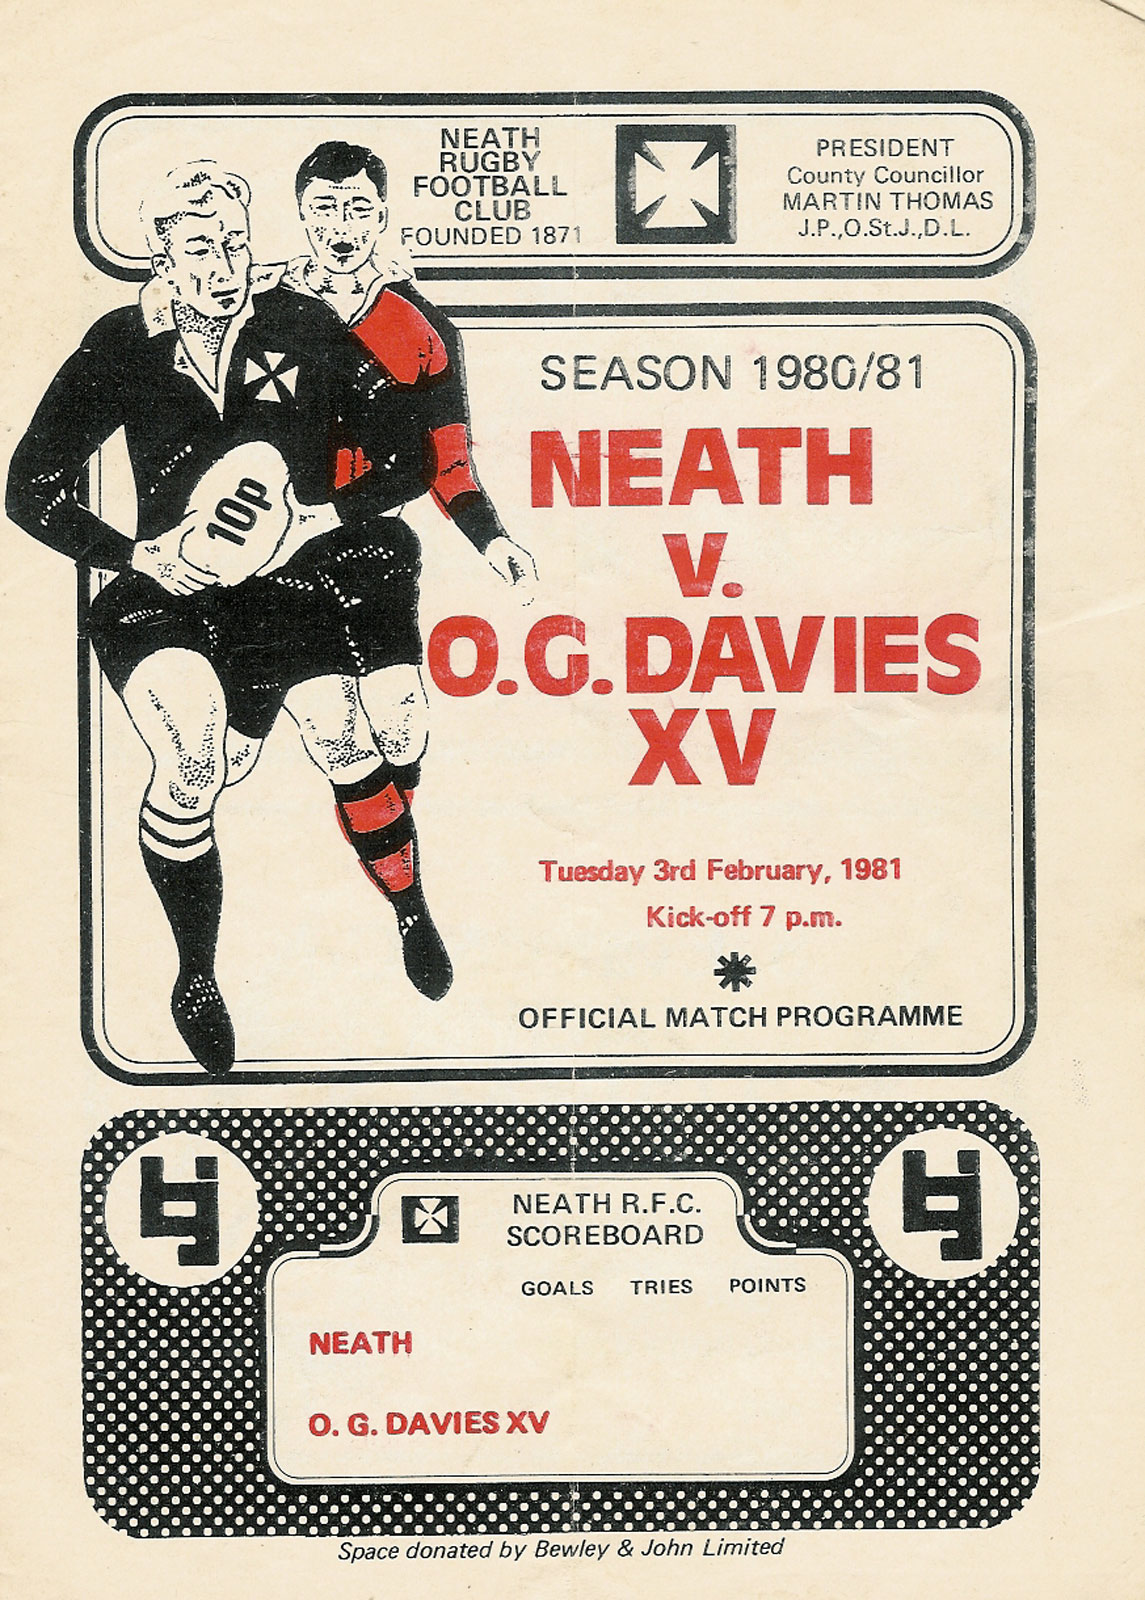 NEATH
RUGBY
FOOTBALL
CLUB
FOUNDED 1871
PRESIDENT
County Councillor
MARTIN THOMAS
J.P.,O.St.J.,D.L.
SEASON 1980/81
NEATH
v.
O.G.DAVIES
XV
10p
Tuesday 3rd February, 1981
Kick-off 7 p.m.
OFFICIAL MATCH PROGRAMME
NEATH R.F.C.
SCOREBOARD
GOALS TRIES POINTS
NEATH
O. G. DAVIES XV
Space donated by Bewley & John Limited